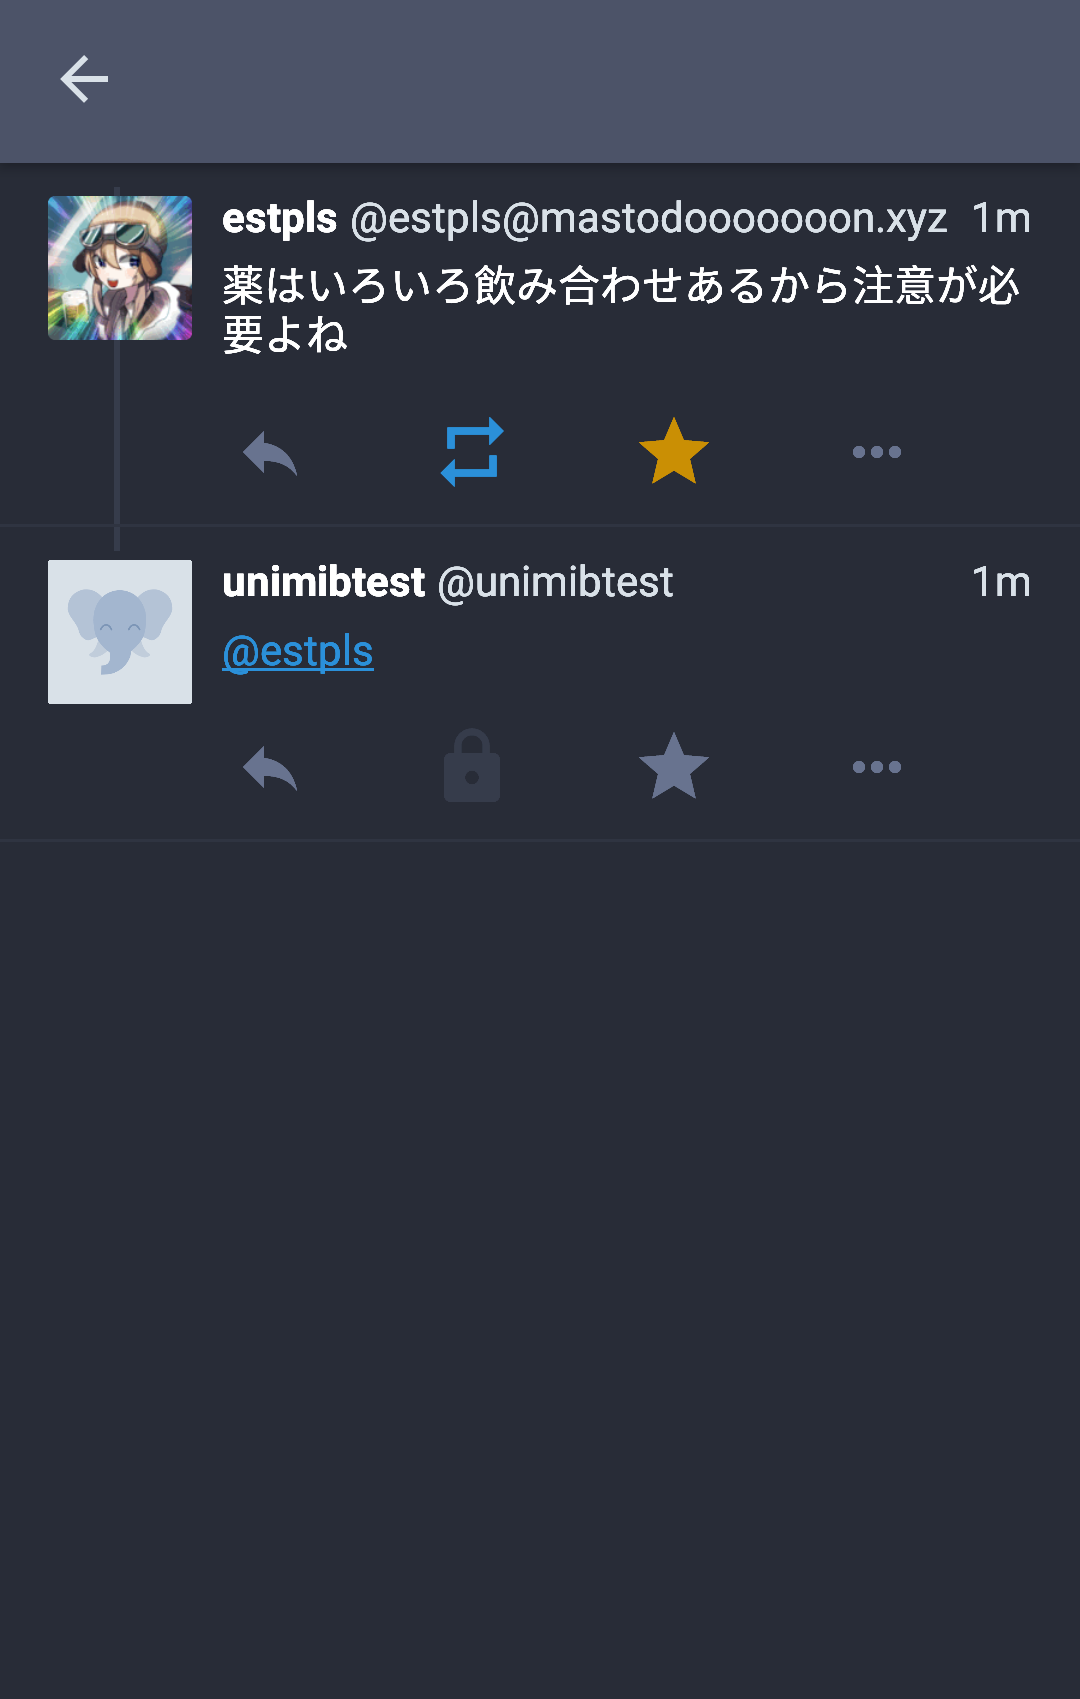 estpls @estpls@mastodooooooon.xyz 1m
薬はいろいろ飲み合わせあるから注意が必
要よね
unimibtest @unimibtest 1m
@estpls